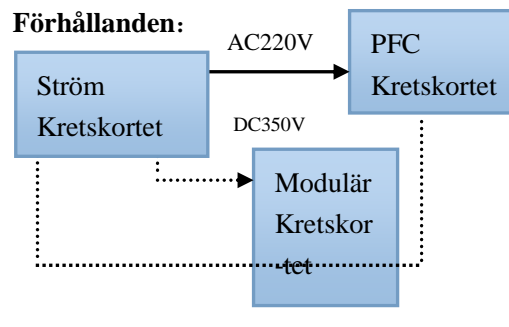 Förhållanden：
AC220V
PFC
Kretskortet
Ström
Kretskortet
DC350V
Modulär
Kretskor
-tet